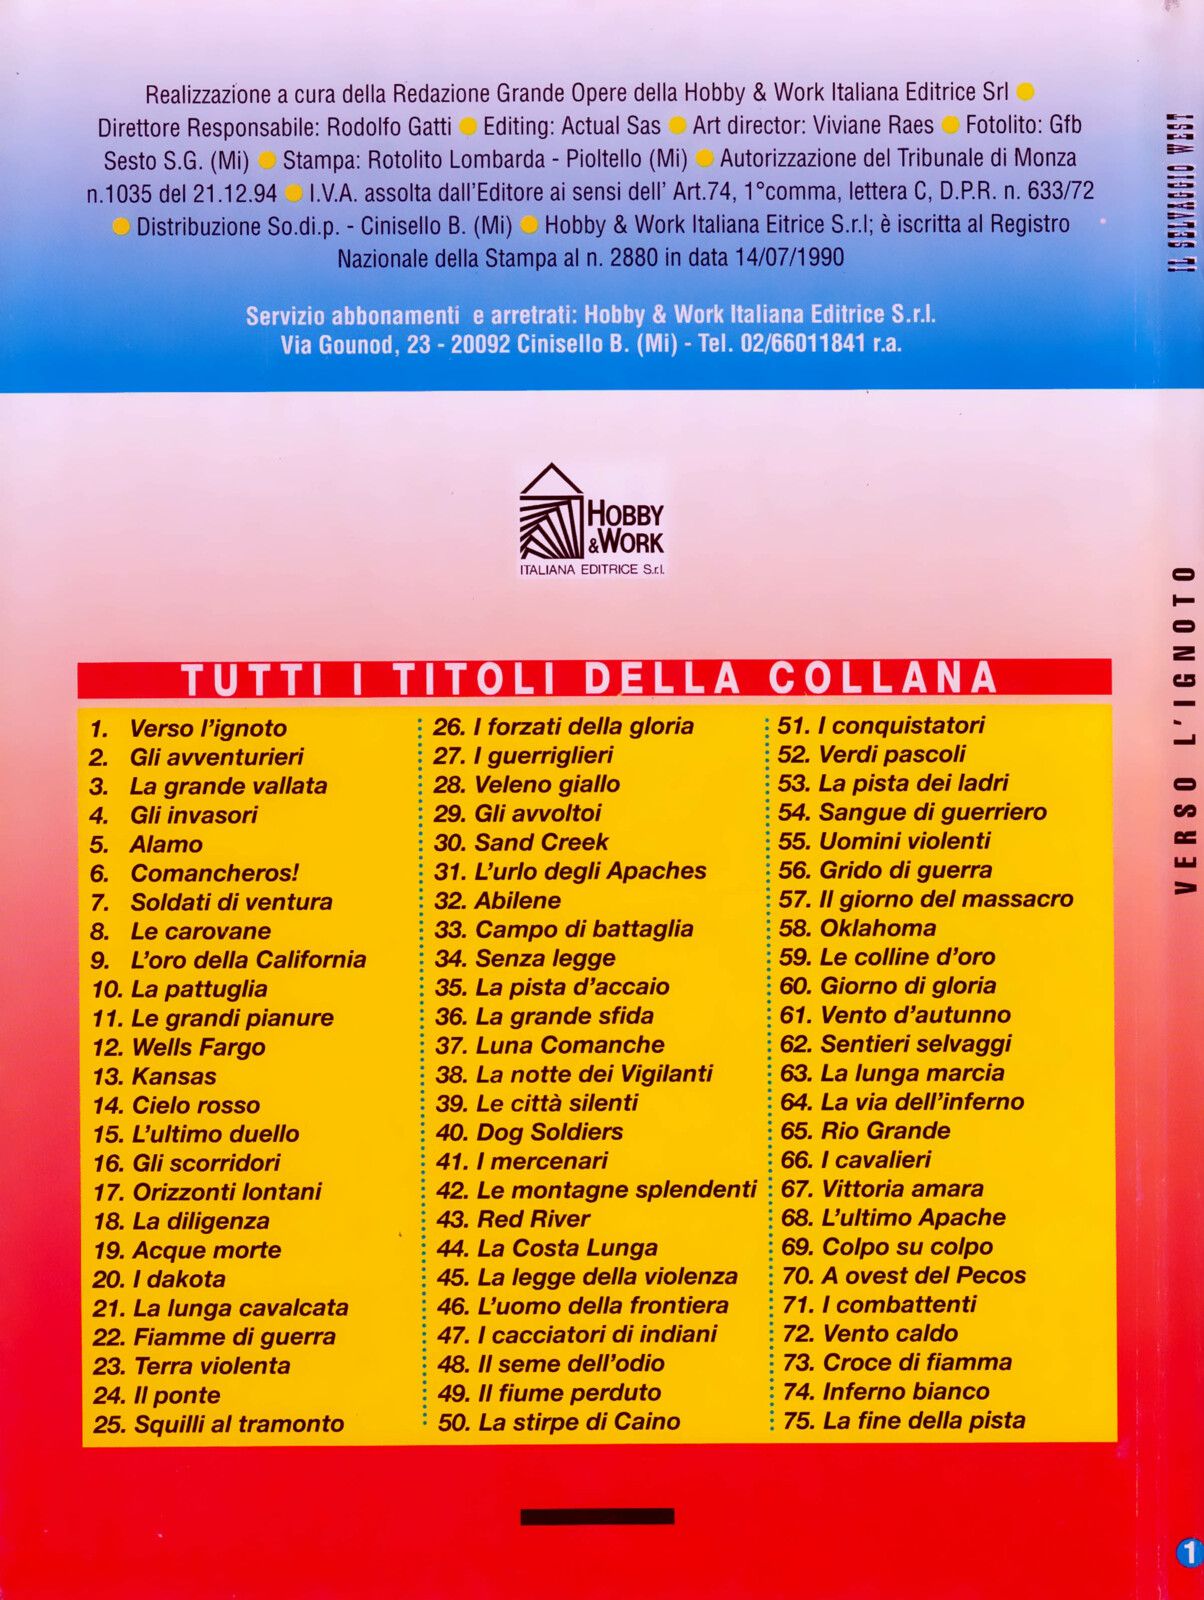 Realizzazione a cura della Redazione Grande Opere della Hobby & Work Italiana Editrice Srl
Direttore Responsabile: Rodolfo Gatti Editing: Actual Sas Art director: Viviane Raes Fotolito: Gfb
Sesto S.G. (Mi) Stampa: Rotolito Lombarda - Pioltello (Mi) Autorizzazione del Tribunale di Monza
n.1035 del 21.12.94 I.V.A. assolta dall'Editore ai sensi dell' Art.74, 1°comma, lettera C, D.P.R. n. 633/72
Distribuzione So.di.p. - Cinisello B. (Mi) Hobby & Work Italiana Eitrice S.r.l; è iscritta al Registro
Nazionale della Stampa al n. 2880 in data 14/07/1990
Servizio abbonamenti e arretrati: Hobby & Work Italiana Editrice S.r.l.
Via Gounod, 23 - 20092 Cinisello B. (Mi) - Tel. 02/66011841 r.a.
HOBBY
&WORK
ITALIANA EDITRICE S.r.l.
TUTTI I TITOLI DELLA COLLANA
1. Verso l'ignoto
2. Gli avventurieri
3. La grande vallata
4. Gli invasori
5. Alamo
6. Comancheros!
7. Soldati di ventura
8. Le carovane
9. L'oro della California
10. La pattuglia
11. Le grandi pianure
12. Wells Fargo
13. Kansas
14. Cielo rosso
15. L'ultimo duello
16. Gli scorridori
17. Orizzonti lontani
18. La diligenza
19. Acque morte
20. I dakota
21. La lunga cavalcata
22. Fiamme di guerra
23. Terra violenta
24. Il ponte
25. Squilli al tramonto
26. I forzati della gloria
27. I guerriglieri
28. Veleno giallo
29. Gli avvoltoi
30. Sand Creek
31. L'urlo degli Apaches
32. Abilene
33. Campo di battaglia
34. Senza legge
35. La pista d'accaio
36. La grande sfida
37. Luna Comanche
38. La notte dei Vigilanti
39. Le città silenti
40. Dog Soldiers
41. I mercenari
42. Le montagne splendenti
43. Red River
44. La Costa Lunga
45. La legge della violenza
46. L'uomo della frontiera
47. I cacciatori di indiani
48. Il seme dell'odio
49. Il fiume perduto
50. La stirpe di Caino
51. I conquistatori
52. Verdi pascoli
53. La pista dei ladri
54. Sangue di guerriero
55. Uomini violenti
56. Grido di guerra
57. Il giorno del massacro
58. Oklahoma
59. Le colline d'oro
60. Giorno di gloria
61. Vento d'autunno
62. Sentieri selvaggi
63. La lunga marcia
64. La via dell'inferno
65. Rio Grande
66. I cavalieri
67. Vittoria amara
68. L'ultimo Apache
69. Colpo su colpo
70. A ovest del Pecos
71. I combattenti
72. Vento caldo
73. Croce di fiamma
74. Inferno bianco
75. La fine della pista
IL SELVAGGIO WEST
VERSO L'IGNOTO
1